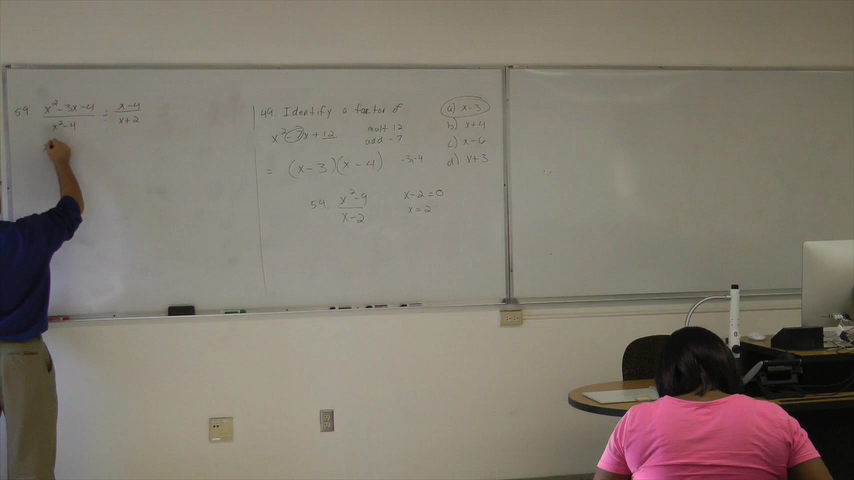 59 x²-3x-4 / x²-4 ÷ x-4 / x+2
49. Identify a factor of
x²-7x+12
mult 12
add -7
= (x-3)(x-4)
-3,-4
a) x-3
b) x+4
c) x-6
d) x+3
54. x²-9 / x-2
x-2=0
x=2